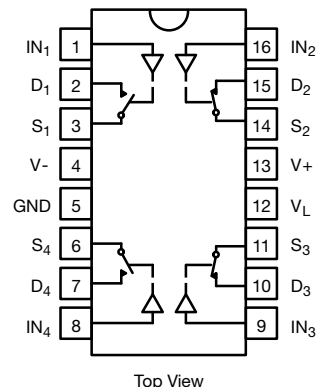 IN1 1 16 IN2
D1 2 15 D2
S1 3 14 S2
V- 4 13 V+
GND 5 12 VL
S4 6 11 S3
D4 7 10 D3
IN4 8 9 IN3
Top View